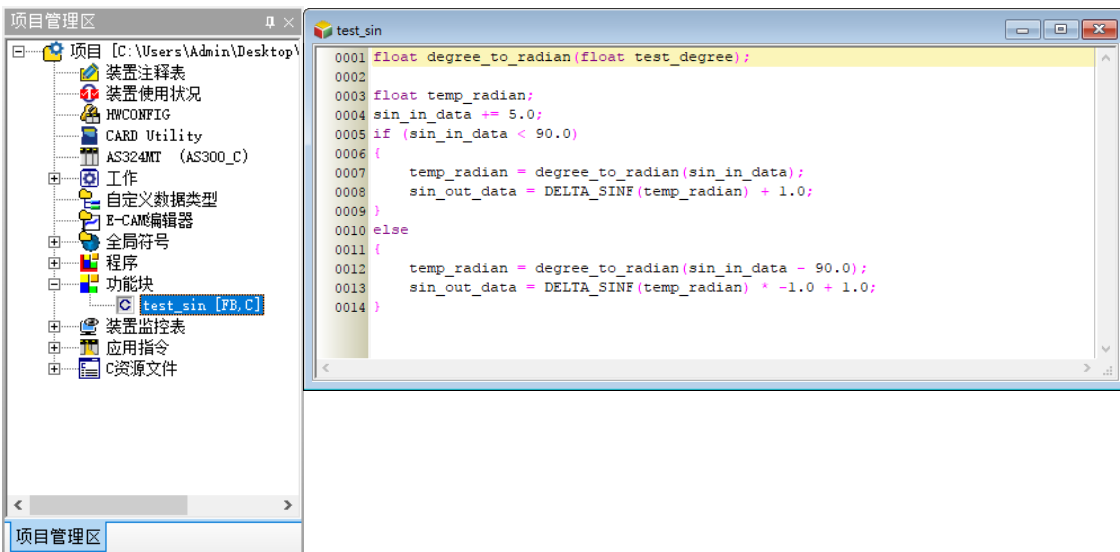 项目管理区
项目 [C:\Users\Admin\Desktop\
装置注释表
装置使用状况
HWCONFIG
CARD Utility
AS324MT (AS300_C)
工作
自定义数据类型
E-CAM编辑器
全局符号
程序
功能块
test_sin [FB,C]
装置监控表
应用指令
C资源文件
项目管理区
test_sin
0001 float degree_to_radian(float test_degree);
0002
0003 float temp_radian;
0004 sin_in_data += 5.0;
0005 if (sin_in_data < 90.0)
0006 {
0007     temp_radian = degree_to_radian(sin_in_data);
0008     sin_out_data = DELTA_SINF(temp_radian) + 1.0;
0009 }
0010 else
0011 {
0012     temp_radian = degree_to_radian(sin_in_data - 90.0);
0013     sin_out_data = DELTA_SINF(temp_radian) * -1.0 + 1.0;
0014 }